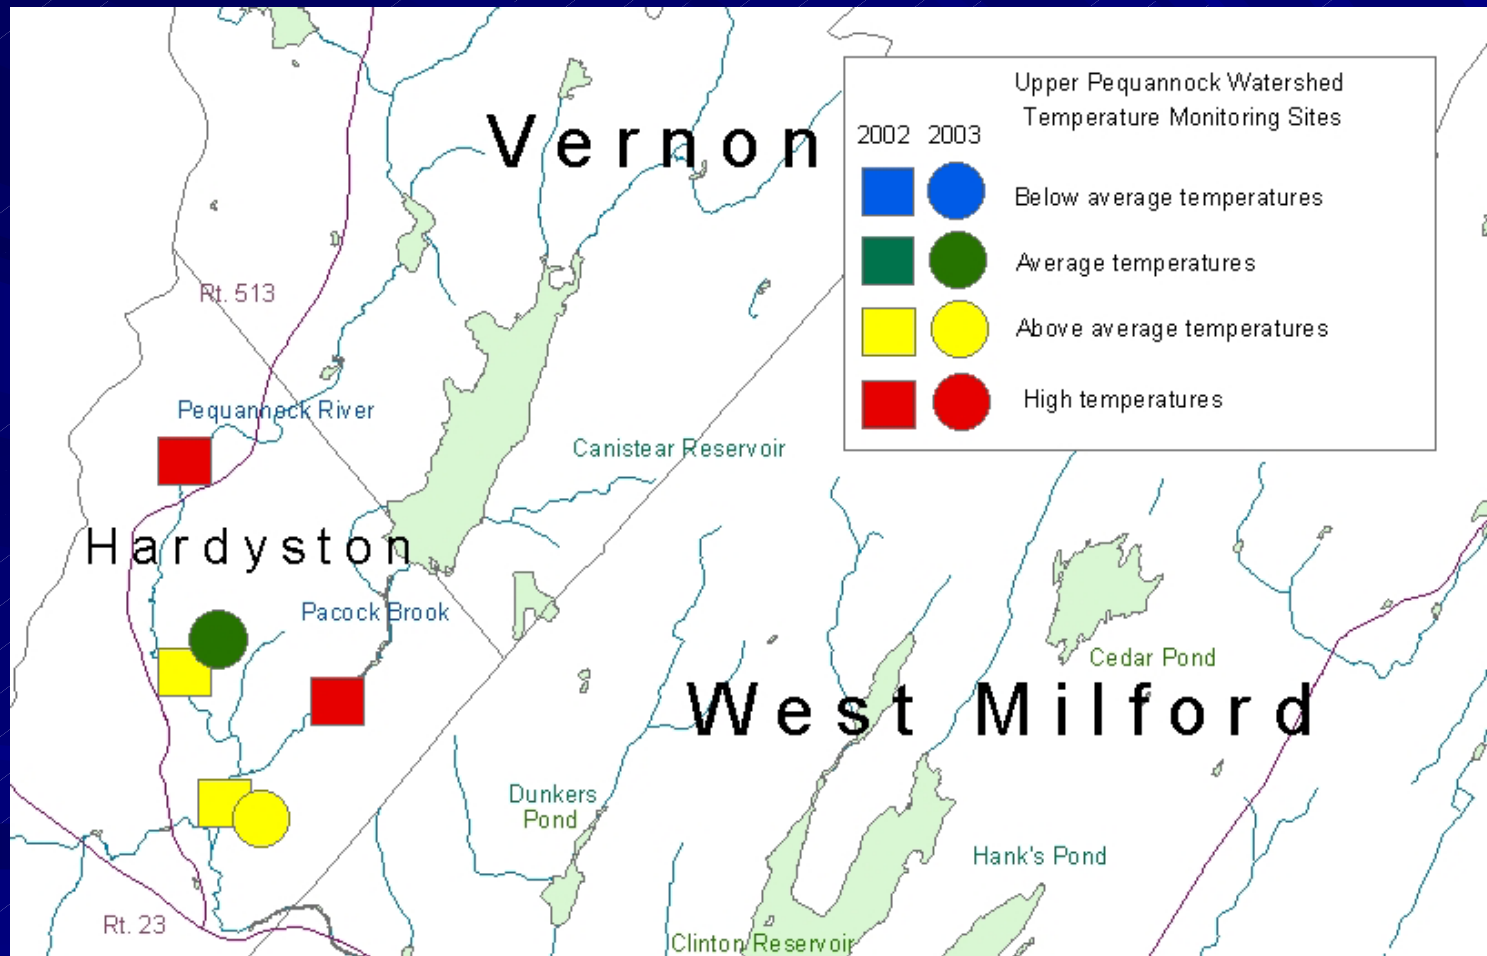 Upper Pequannock Watershed
Temperature Monitoring Sites
2002 2003
Below average temperatures
Average temperatures
Above average temperatures
High temperatures
Vernon
Rt. 513
Pequannock River
Canistear Reservoir
Hardyston
Pacock Brook
Cedar Pond
West Milford
Dunkers
Pond
Hank's Pond
Rt. 23
Clinton Reservoir